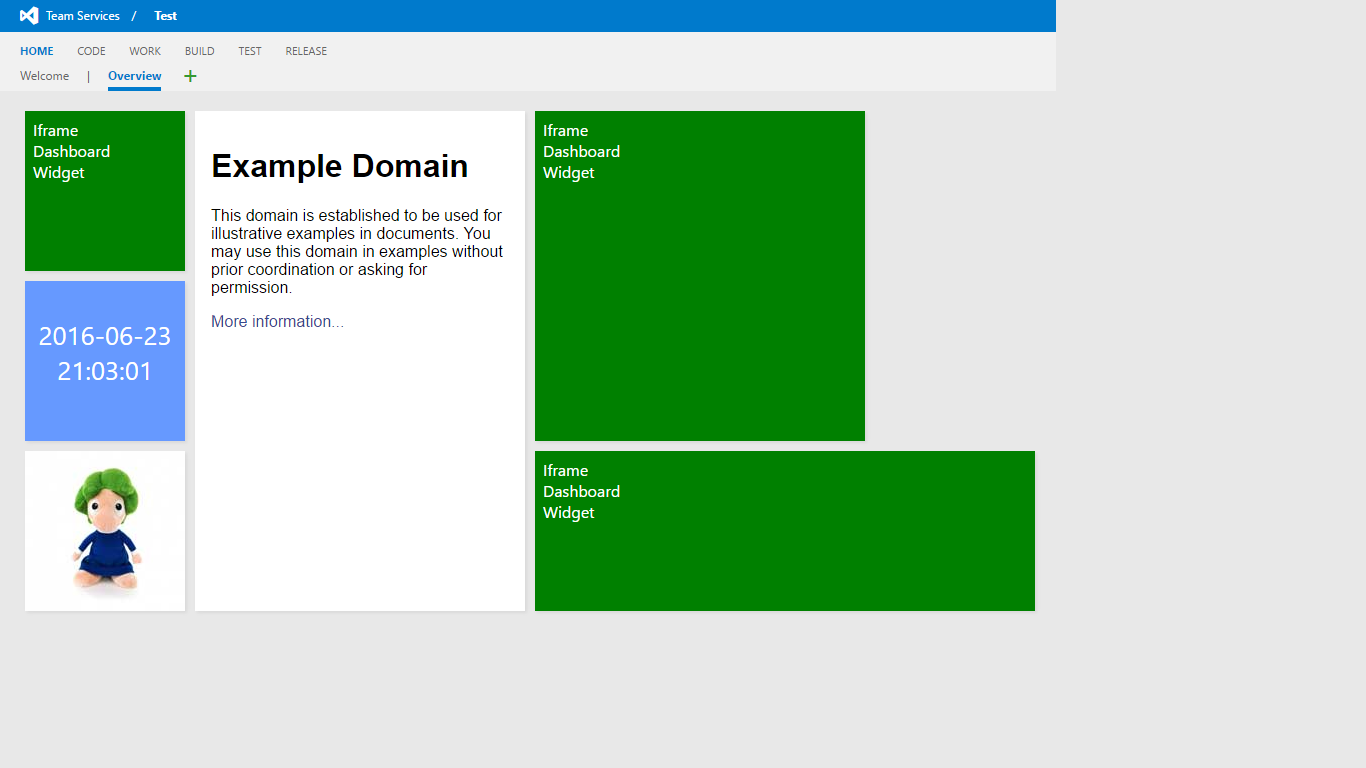 Team Services / Test
HOME CODE WORK BUILD TEST RELEASE
Welcome | Overview +
Iframe
Dashboard
Widget
2016-06-23
21:03:01
Example Domain
This domain is established to be used for
illustrative examples in documents. You
may use this domain in examples without
prior coordination or asking for
permission.
More information...
Iframe
Dashboard
Widget
Iframe
Dashboard
Widget